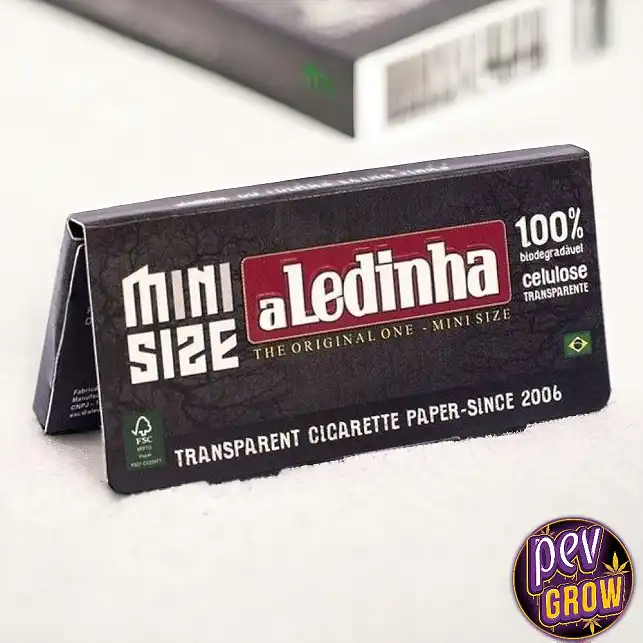 100%
biodegradável
celulose
TRANSPARENTE
MINI
SIZE
aLedinha
THE ORIGINAL ONE - MINI SIZE
FSC
TRANSPARENT CIGARETTE PAPER-SINCE 2006
pev
GROW